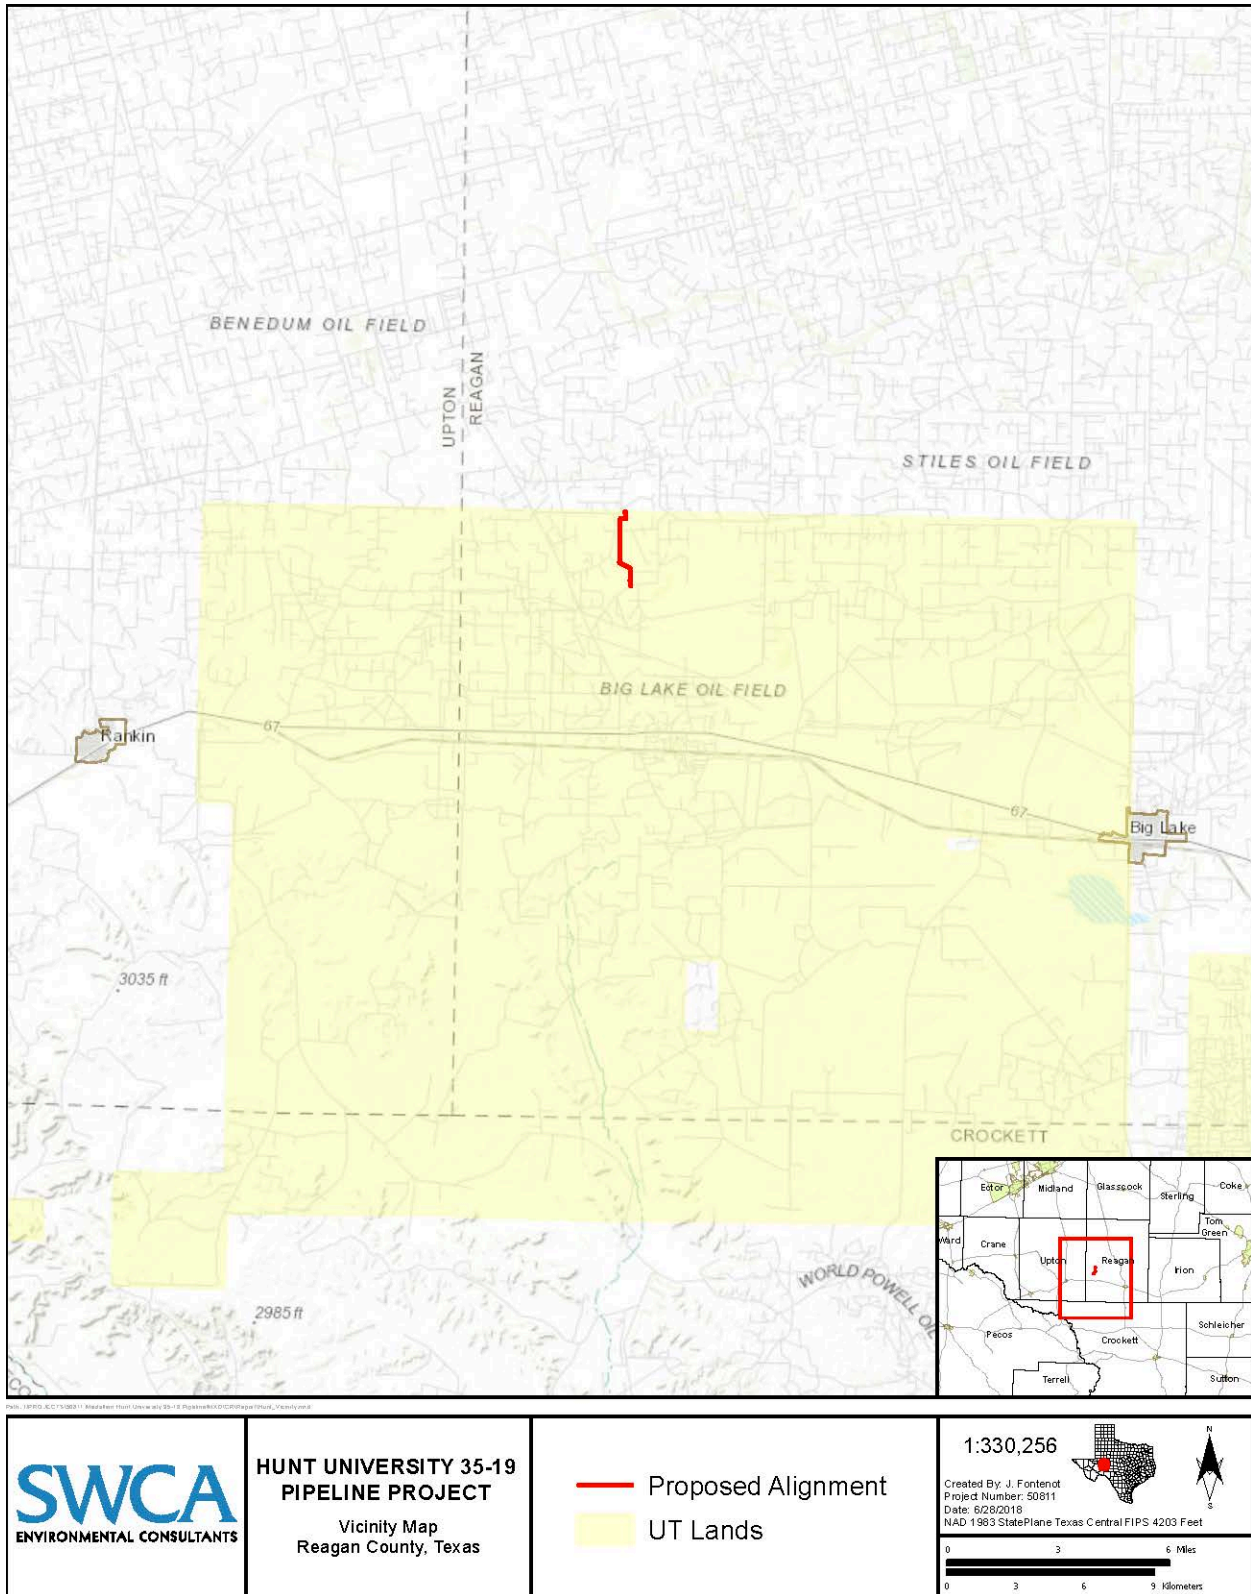 BENEDUM OIL FIELD
UPTON
REAGAN
STILES OIL FIELD
BIG LAKE OIL FIELD
Rankin
67
67
Big Lake
3035 ft
CROCKETT
2985 ft
WORLD POWELL OIL
CO
Ector
Midland
Glasscock
Sterling
Coke
Tom
Green
Ward
Crane
Upton
Reagan
Irion
Pecos
Crockett
Schleicher
Terrell
Sutton
SWCA
ENVIRONMENTAL CONSULTANTS
HUNT UNIVERSITY 35-19
PIPELINE PROJECT
Vicinity Map
Reagan County, Texas
Proposed Alignment
UT Lands
1:330,256
N
S
Created By: J. Fontenot
Project Number: 50811
Date: 6/28/2018
NAD 1983 StatePlane Texas Central FIPS 4203 Feet
0 3 6 Miles
0 3 6 9 Kilometers